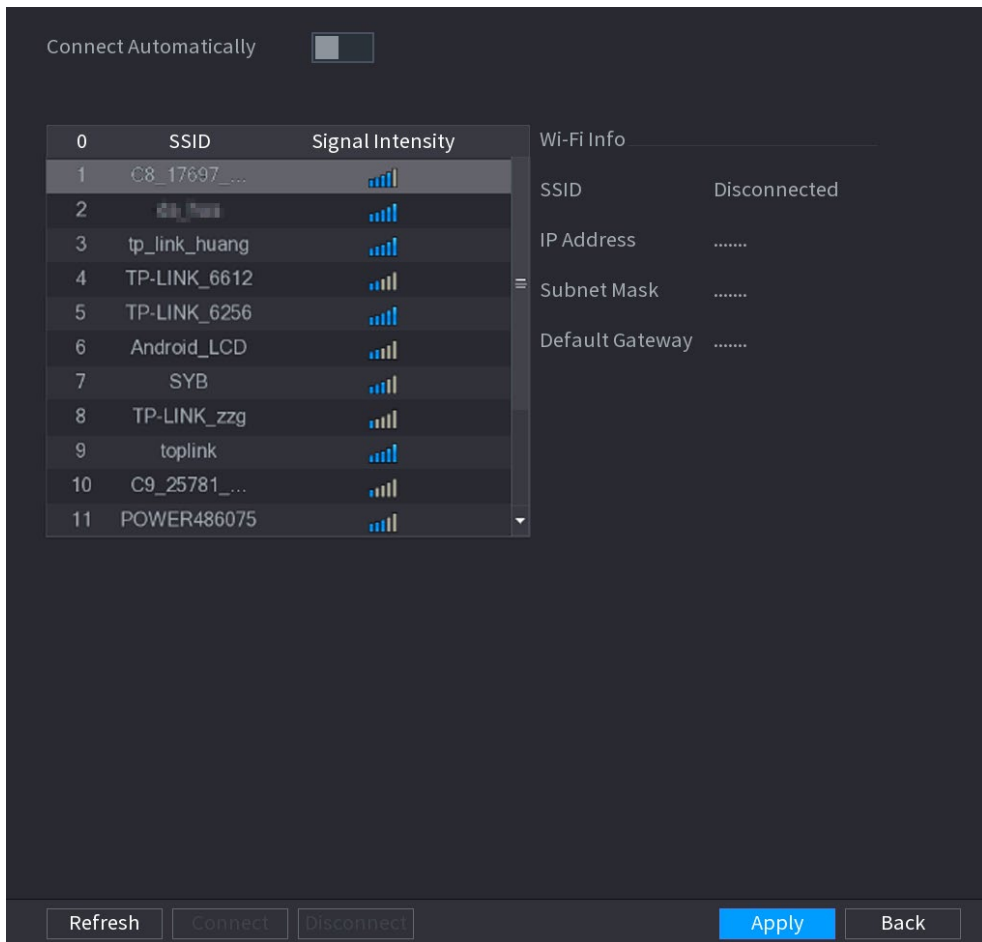 Connect Automatically
0 SSID Signal Intensity
1 C8_17697_...
2
3 tp_link_huang
4 TP-LINK_6612
5 TP-LINK_6256
6 Android_LCD
7 SYB
8 TP-LINK_zzg
9 toplink
10 C9_25781_...
11 POWER486075
Wi-Fi Info
SSID Disconnected
IP Address .......
Subnet Mask .......
Default Gateway .......
Refresh Connect Disconnect Apply Back